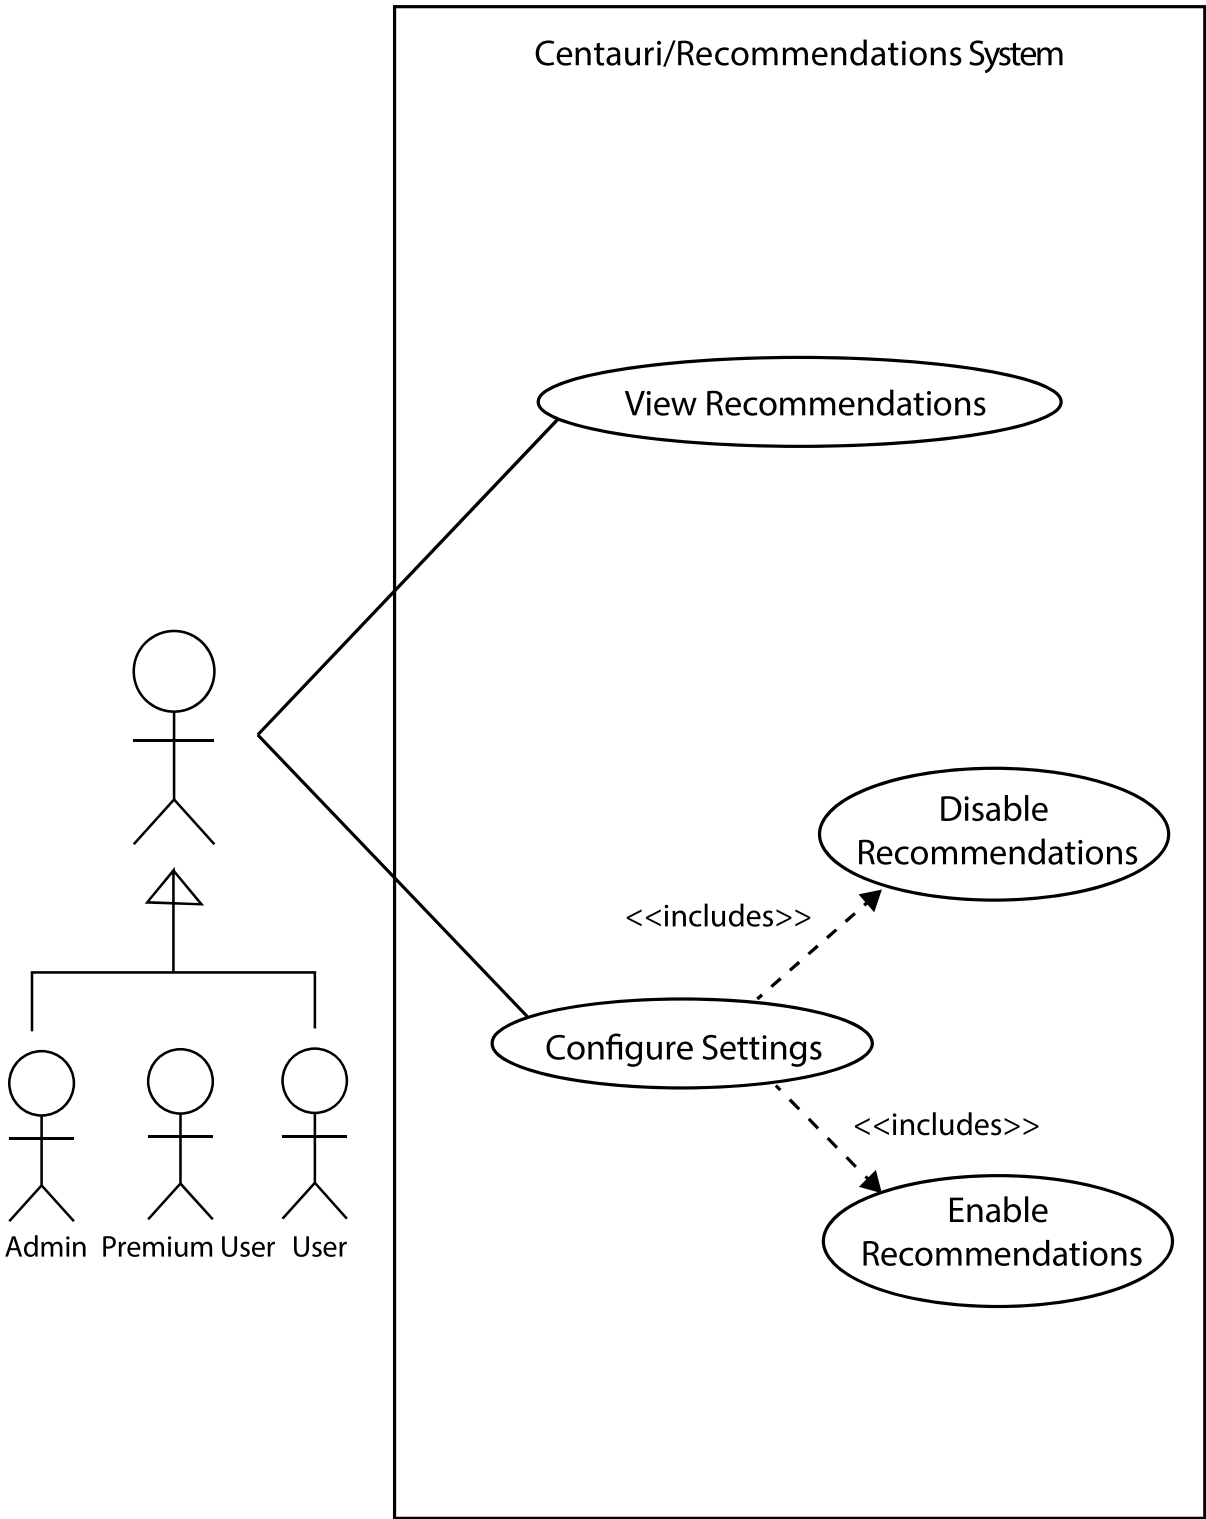 Centauri/Recommendations System
View Recommendations
Disable
Recommendations
<<includes>>
Configure Settings
<<includes>>
Enable
Recommendations
Admin
Premium User
User